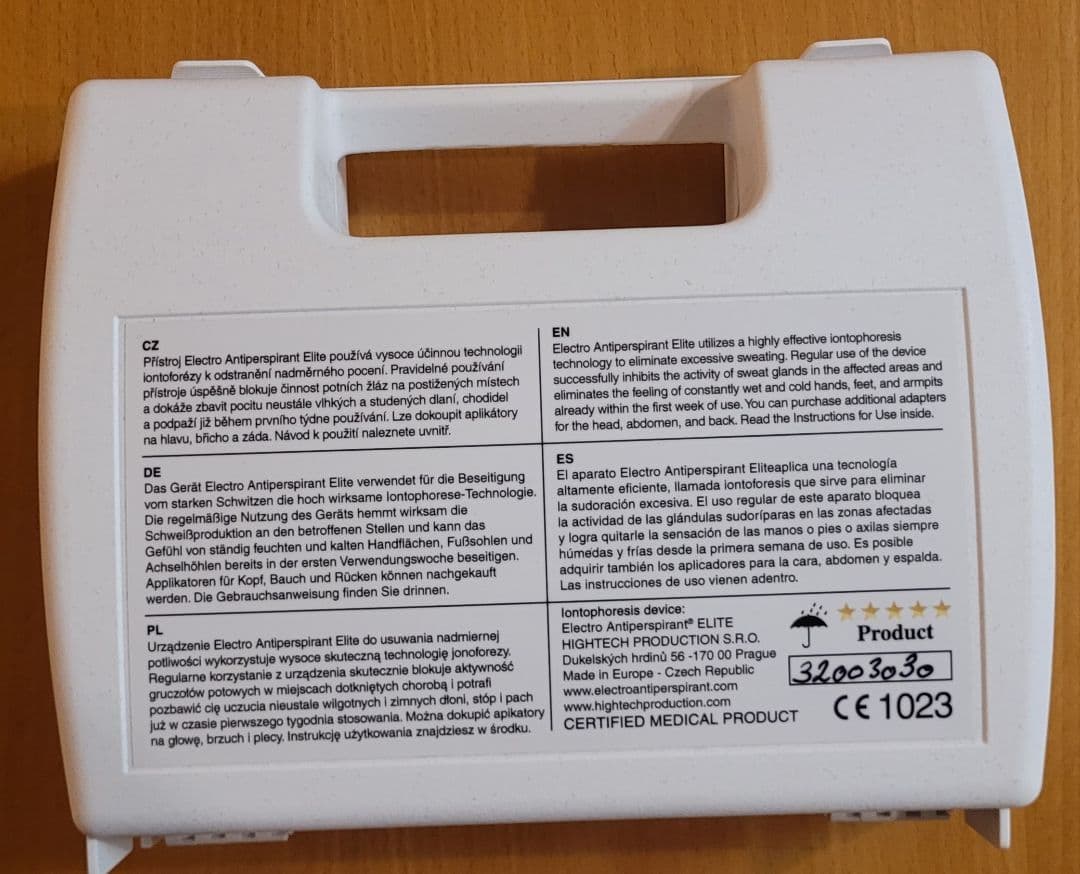 CZ
Přístroj Electro Antiperspirant Elite používá vysoce účinnou technologii
iontoforézy k odstranění nadměrného pocení. Pravidelné používání
přístroje úspěšně blokuje činnost potních žláz na postižených místech
a dokáže zbavit pocitu neustále vlhkých a studených dlaní, chodidel
a podpaží již během prvního týdne používání. Lze dokoupit aplikátory
na hlavu, břicho a záda. Návod k použití naleznete uvnitř.
EN
Electro Antiperspirant Elite utilizes a highly effective iontophoresis
technology to eliminate excessive sweating. Regular use of the device
successfully inhibits the activity of sweat glands in the affected areas and
eliminates the feeling of constantly wet and cold hands, feet, and armpits
already within the first week of use. You can purchase additional adapters
for the head, abdomen, and back. Read the Instructions for Use inside.
DE
Das Gerät Electro Antiperspirant Elite verwendet für die Beseitigung
vom starken Schwitzen die hoch wirksame Iontophorese-Technologie.
Die regelmäßige Nutzung des Geräts hemmt wirksam die
Schweißproduktion an den betroffenen Stellen und kann das
Gefühl von ständig feuchten und kalten Handflächen, Fußsohlen und
Achselhöhlen bereits in der ersten Verwendungswoche beseitigen.
Applikatoren für Kopf, Bauch und Rücken können nachgekauft
werden. Die Gebrauchsanweisung finden Sie drinnen.
ES
El aparato Electro Antiperspirant Eliteaplica una tecnología
altamente eficiente, llamada iontoforesis que sirve para eliminar
la sudoración excesiva. El uso regular de este aparato bloquea
la actividad de las glándulas sudoríparas en las zonas afectadas
y logra quitarle la sensación de las manos o pies o axilas siempre
húmedas y frías desde la primera semana de uso. Es posible
adquirir también los aplicadores para la cara, abdomen y espalda.
Las instrucciones de uso vienen adentro.
PL
Urządzenie Electro Antiperspirant Elite do usuwania nadmiernej
potliwości wykorzystuje wysoce skuteczną technologię jonoforezy.
Regularne korzystanie z urządzenia skutecznie blokuje aktywność
gruczołów potowych w miejscach dotkniętych chorobą i potrafi
pozbawić cię uczucia nieustale wilgotnych i zimnych dłoni, stóp i pach
już w czasie pierwszego tygodnia stosowania. Można dokupić apikatory
na głowę, brzuch i plecy. Instrukcję użytkowania znajdziesz w środku.
Iontophoresis device:
Electro Antiperspirant® ELITE
HIGHTECH PRODUCTION S.R.O.
Dukelských hrdinů 56 -170 00 Prague
Made in Europe - Czech Republic
www.electroantiperspirant.com
www.hightechproduction.com
CERTIFIED MEDICAL PRODUCT
Product
32003030
CE 1023